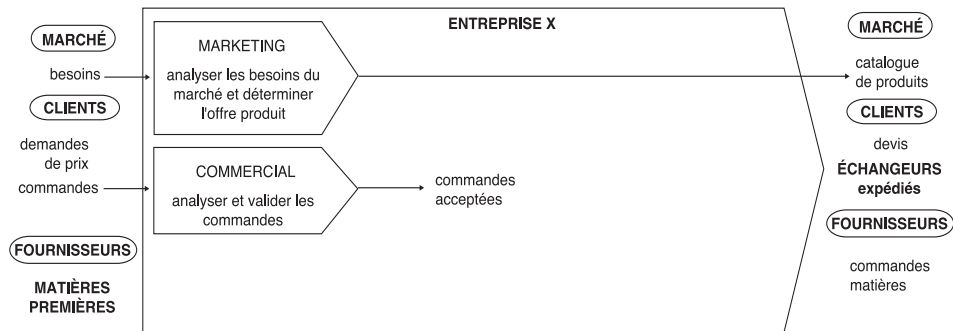 ENTREPRISE X
MARCHÉ
besoins
CLIENTS
demandes
de prix
commandes
FOURNISSEURS
MATIÈRES
PREMIÈRES
MARKETING
analyser les besoins du
marché et déterminer
l'offre produit
COMMERCIAL
analyser et valider les
commandes
commandes
acceptées
MARCHÉ
catalogue
de produits
CLIENTS
devis
ÉCHANGEURS
expédiés
FOURNISSEURS
commandes
matières